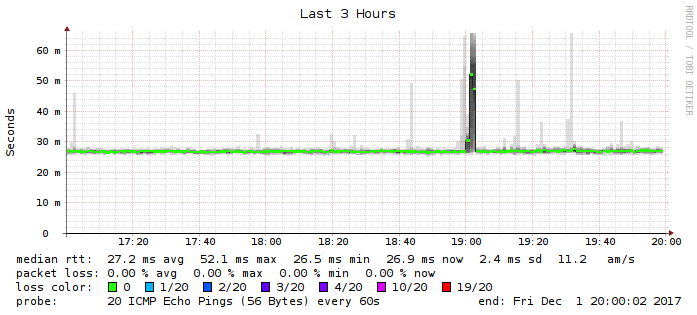 Last 3 Hours
RRDTOOL / TOBI OETIKER
Seconds
60 m
50 m
40 m
30 m
20 m
10 m
0
17:20 17:40 18:00 18:20 18:40 19:00 19:20 19:40 20:00
median rtt: 27.2 ms avg 52.1 ms max 26.5 ms min 26.9 ms now 2.4 ms sd 11.2 am/s
packet loss: 0.00 % avg 0.00 % max 0.00 % min 0.00 % now
loss color: 0 1/20 2/20 3/20 4/20 10/20 19/20
probe: 20 ICMP Echo Pings (56 Bytes) every 60s end: Fri Dec 1 20:00:02 2017